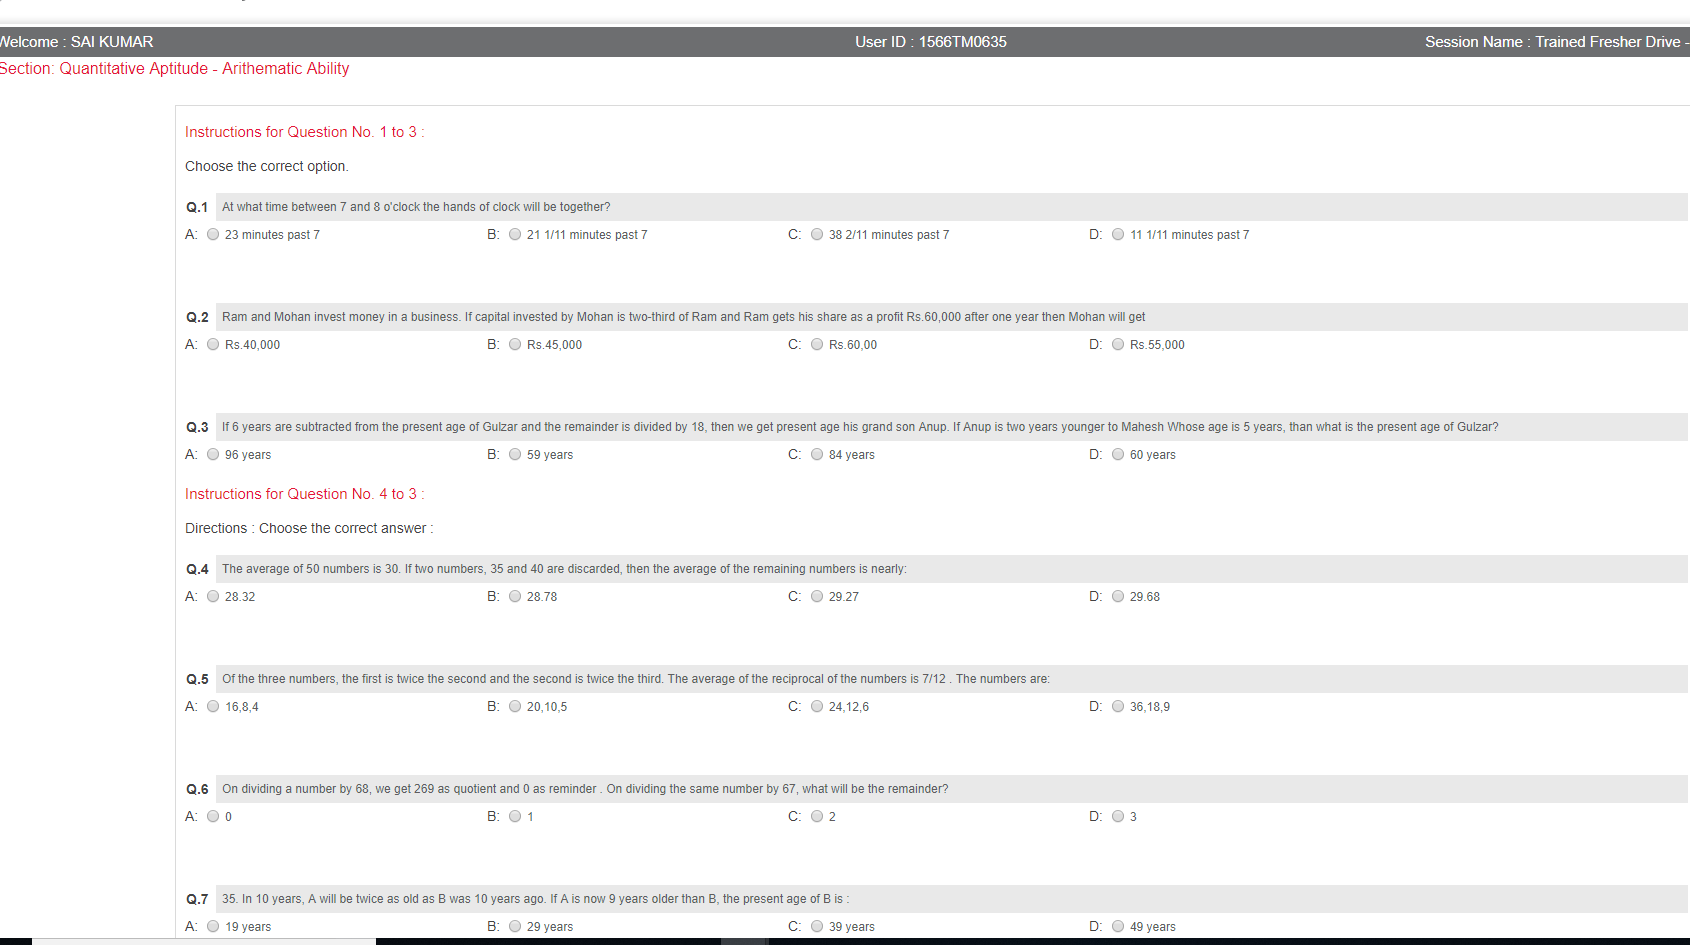 Welcome : SAI KUMAR User ID : 1566TM0635 Session Name : Trained Fresher Drive -
Section: Quantitative Aptitude - Arithematic Ability
Instructions for Question No. 1 to 3 :
Choose the correct option.
Q.1 At what time between 7 and 8 o'clock the hands of clock will be together?
A: 23 minutes past 7 B: 21 1/11 minutes past 7 C: 38 2/11 minutes past 7 D: 11 1/11 minutes past 7
Q.2 Ram and Mohan invest money in a business. If capital invested by Mohan is two-third of Ram and Ram gets his share as a profit Rs.60,000 after one year then Mohan will get
A: Rs.40,000 B: Rs.45,000 C: Rs.60,00 D: Rs.55,000
Q.3 If 6 years are subtracted from the present age of Gulzar and the remainder is divided by 18, then we get present age his grand son Anup. If Anup is two years younger to Mahesh Whose age is 5 years, than what is the present age of Gulzar?
A: 96 years B: 59 years C: 84 years D: 60 years
Instructions for Question No. 4 to 3 :
Directions : Choose the correct answer :
Q.4 The average of 50 numbers is 30. If two numbers, 35 and 40 are discarded, then the average of the remaining numbers is nearly:
A: 28.32 B: 28.78 C: 29.27 D: 29.68
Q.5 Of the three numbers, the first is twice the second and the second is twice the third. The average of the reciprocal of the numbers is 7/12 . The numbers are:
A: 16,8,4 B: 20,10,5 C: 24,12,6 D: 36,18,9
Q.6 On dividing a number by 68, we get 269 as quotient and 0 as reminder . On dividing the same number by 67, what will be the remainder?
A: 0 B: 1 C: 2 D: 3
Q.7 35. In 10 years, A will be twice as old as B was 10 years ago. If A is now 9 years older than B, the present age of B is :
A: 19 years B: 29 years C: 39 years D: 49 years